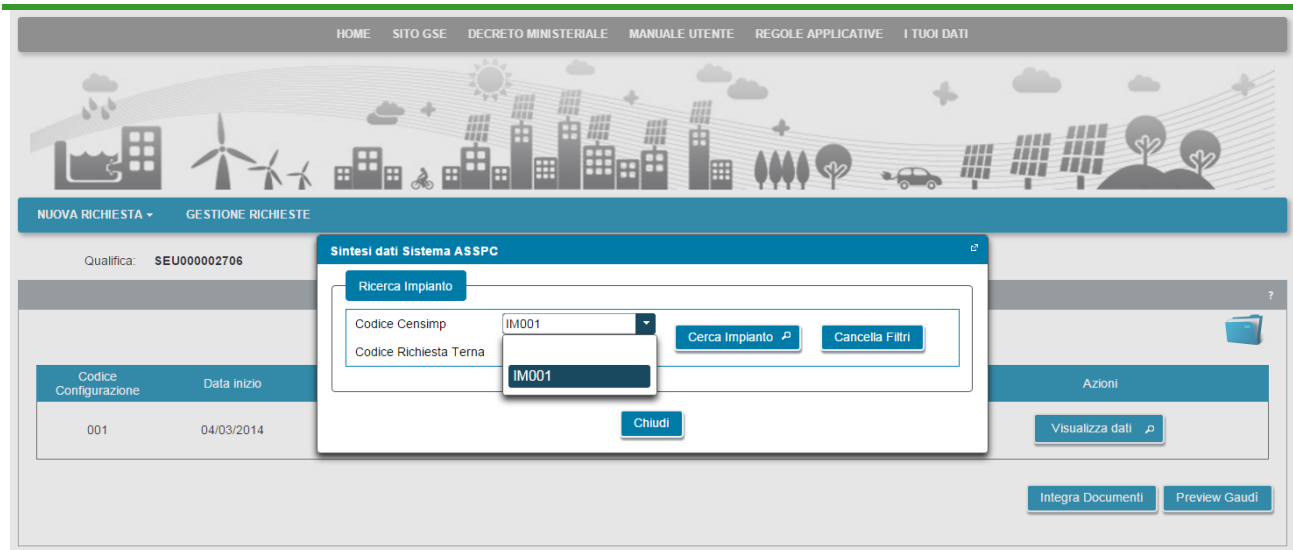 HOME SITO GSE DECRETO MINISTERIALE MANUALE UTENTE REGOLE APPLICATIVE I TUOI DATI
NUOVA RICHIESTA GESTIONE RICHIESTE
Qualifica: SEU000002706
Sintesi dati Sistema ASSPC
?
Ricerca Impianto
Codice Censimp IM001 Cerca Impianto Cancella Filtri
Codice Richiesta Terna
IM001
Chiudi
Codice Configurazione Data inizio Azioni
001 04/03/2014 Visualizza dati
Integra Documenti Preview Gaudì